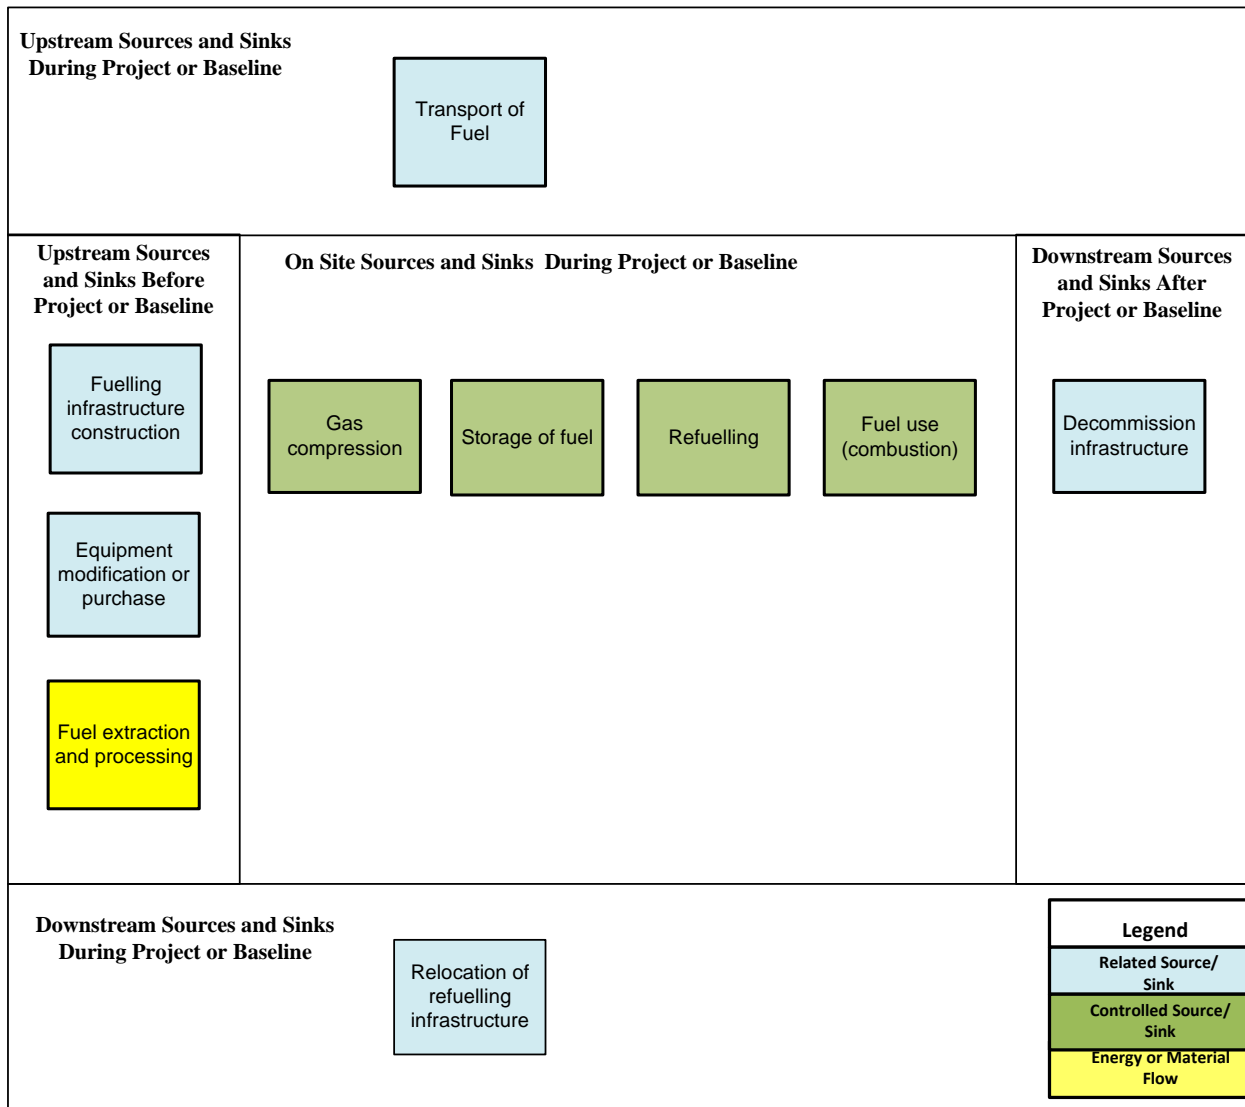 Upstream Sources and Sinks
During Project or Baseline
Transport of
Fuel
Upstream Sources
and Sinks Before
Project or Baseline
Fuelling
infrastructure
construction
Equipment
modification or
purchase
Fuel extraction
and processing
On Site Sources and Sinks  During Project or Baseline
Gas
compression
Storage of fuel
Refuelling
Fuel use
(combustion)
Downstream Sources
and Sinks After
Project or Baseline
Decommission
infrastructure
Downstream Sources and Sinks
During Project or Baseline
Relocation of
refuelling
infrastructure
Legend
Related Source/
Sink
Controlled Source/
Sink
Energy or Material
Flow